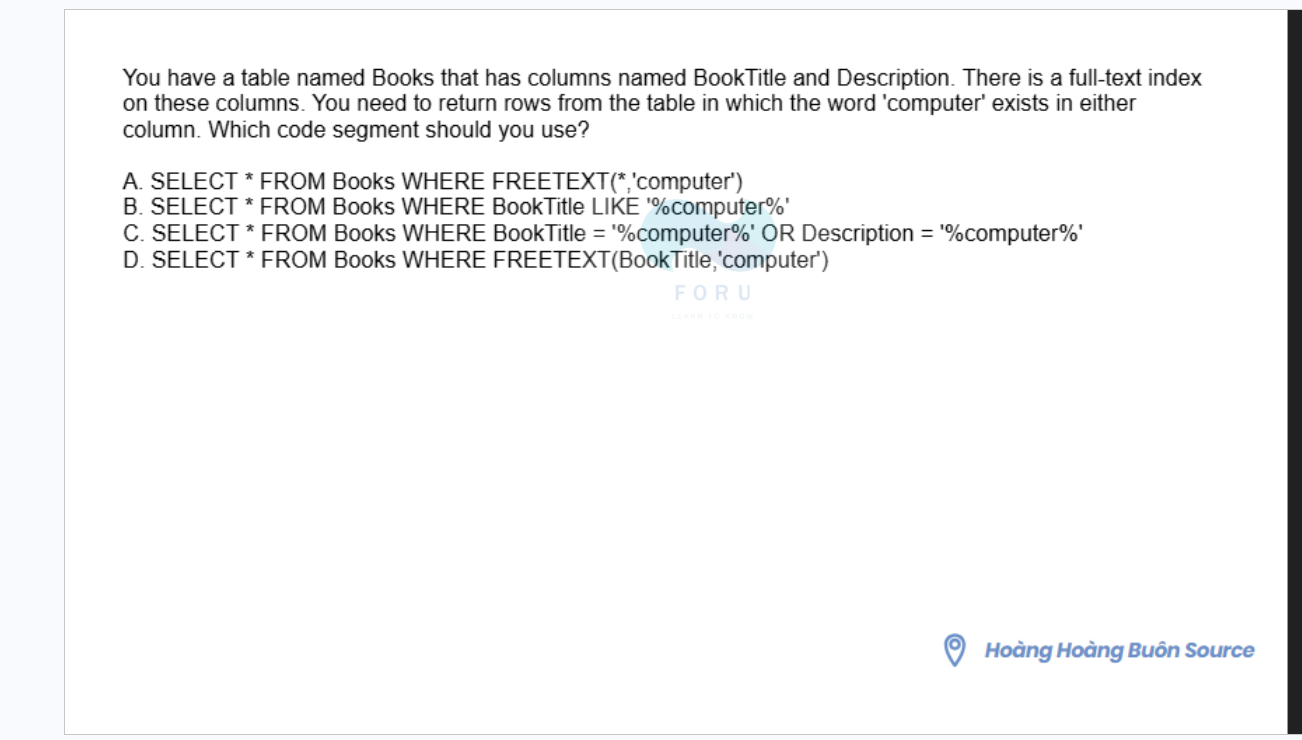 You have a table named Books that has columns named BookTitle and Description. There is a full-text index
on these columns. You need to return rows from the table in which the word 'computer' exists in either
column. Which code segment should you use?
A. SELECT * FROM Books WHERE FREETEXT(*,'computer')
B. SELECT * FROM Books WHERE BookTitle LIKE '%computer%'
C. SELECT * FROM Books WHERE BookTitle = '%computer%' OR Description = '%computer%'
D. SELECT * FROM Books WHERE FREETEXT(BookTitle,'computer')
FORU
LEARN TO KNOW
Hoàng Hoàng Buôn Source